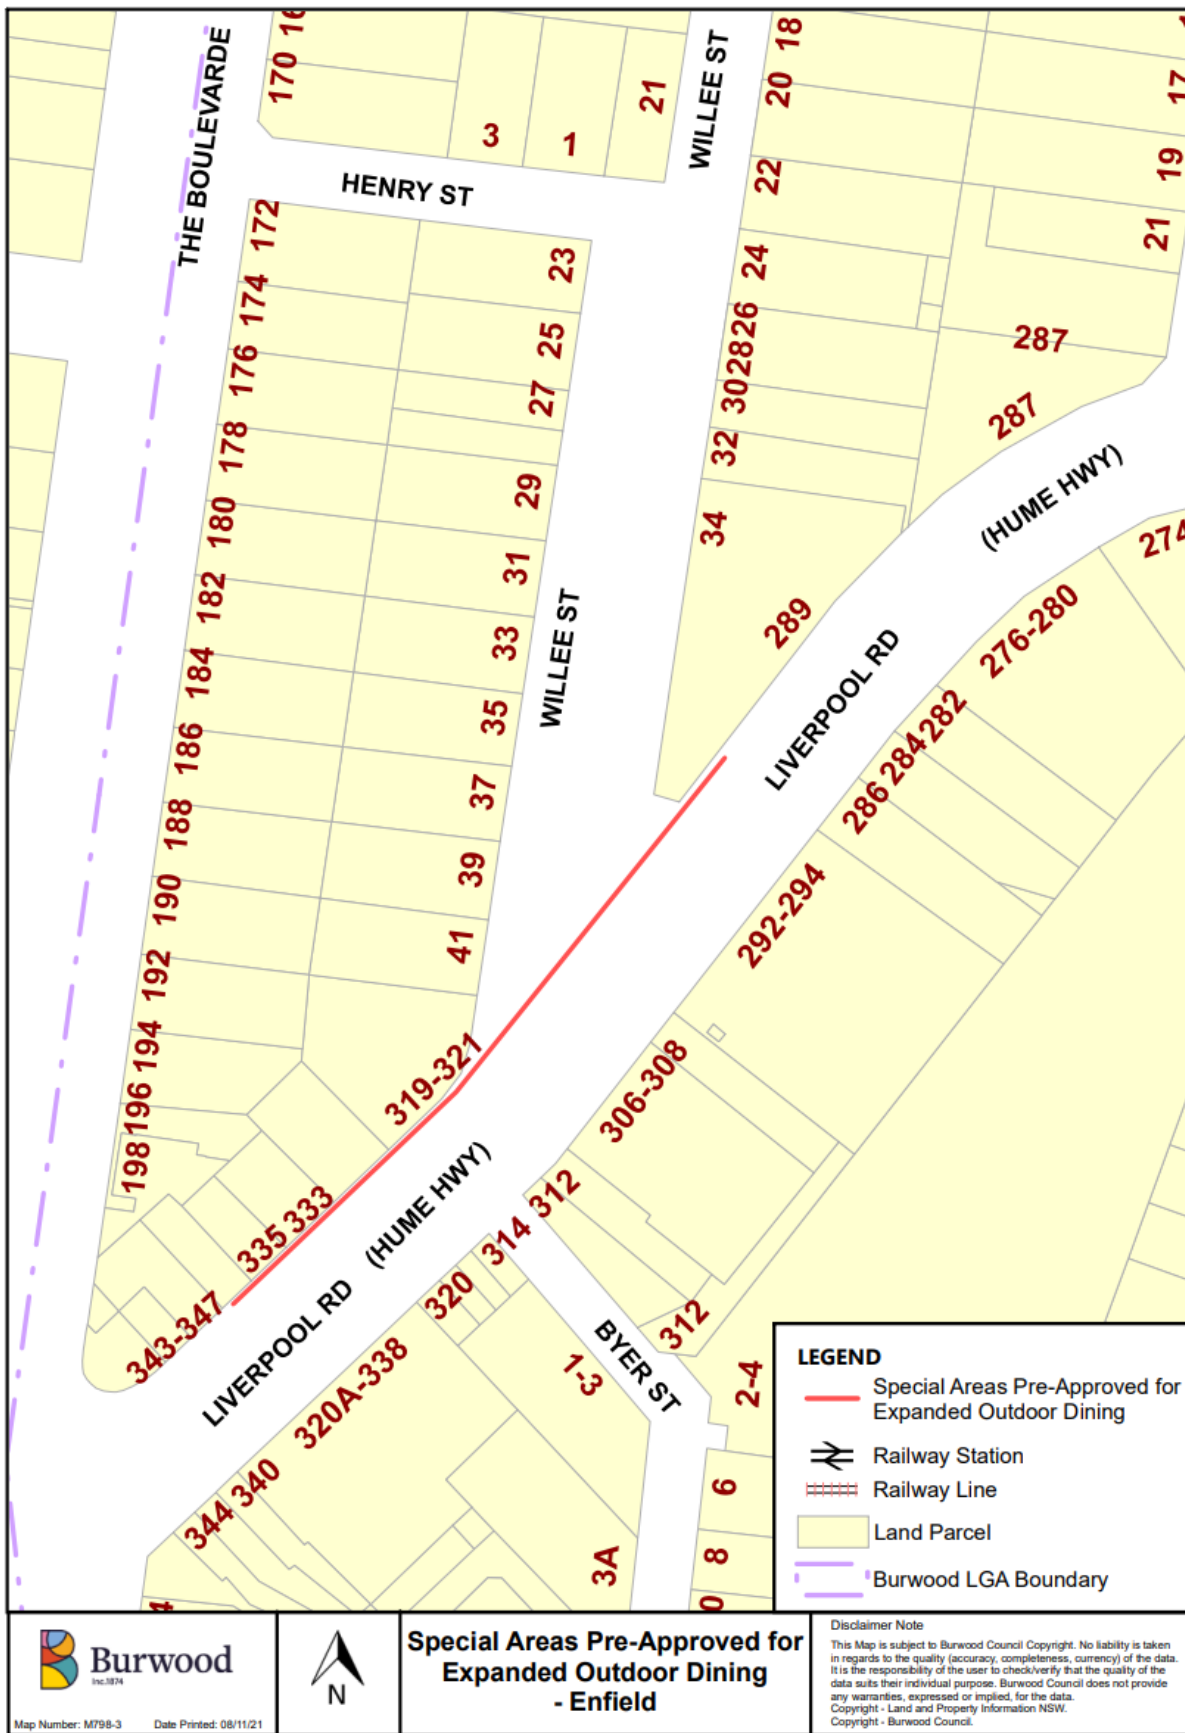 THE BOULEVARDE
170
3
1
21
WILLEE ST
18
20
22
17
19
21
HENRY ST
172
174
176
178
180
182
184
186
188
190
192
194
196
198
23
25
27
29
31
33
35
37
39
41
WILLEE ST
24
26
28
30
32
34
287
287
289
(HUME HWY)
LIVERPOOL RD
274
276-280
282
284
286
292-294
306-308
312
312
314
320
320A-338
340
344
319-321
333
335
343-347
LIVERPOOL RD
(HUME HWY)
BYER ST
1-3
2-4
6
8
3A
LEGEND
Special Areas Pre-Approved for
Expanded Outdoor Dining
Railway Station
Railway Line
Land Parcel
Burwood LGA Boundary
Burwood
Inc.1874
Map Number: M798-3 Date Printed: 08/11/21
N
Special Areas Pre-Approved for
Expanded Outdoor Dining
- Enfield
Disclaimer Note
This Map is subject to Burwood Council Copyright. No liability is taken
in regards to the quality (accuracy, completeness, currency) of the data.
It is the responsibility of the user to check/verify that the quality of the
data suits their individual purpose. Burwood Council does not provide
any warranties, expressed or implied, for the data.
Copyright - Land and Property Information NSW.
Copyright - Burwood Council.